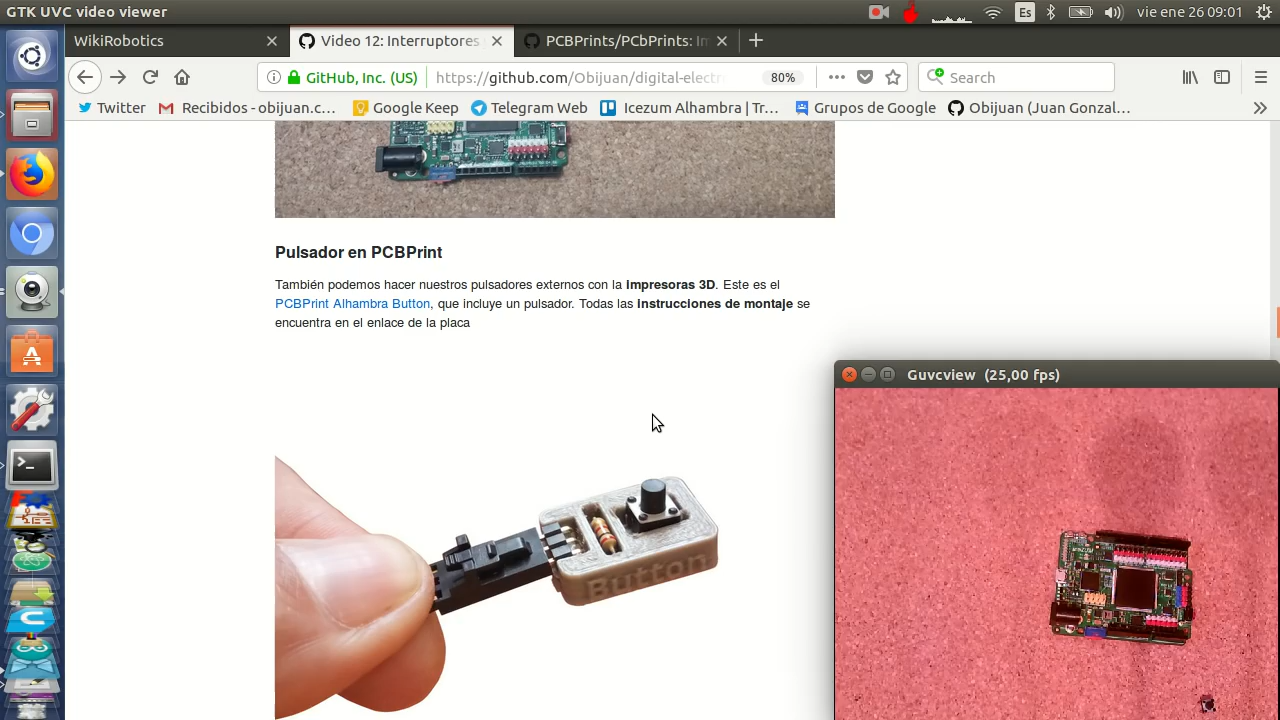 GTK UVC video viewer
Es
vie ene 26 09:01
WikiRobotics
Video 12: Interruptores
PCBPrints/PCbPrints: Im
GitHub, Inc. (US)
https://github.com/Obijuan/digital-electr
80%
Search
Twitter
Recibidos - obijuan.c…
Google Keep
Telegram Web
Icezum Alhambra | Tr…
Grupos de Google
Obijuan (Juan Gonzal…
Pulsador en PCBPrint
También podemos hacer nuestros pulsadores externos con la impresoras 3D. Este es el
PCBPrint Alhambra Button, que incluye un pulsador. Todas las instrucciones de montaje se
encuentra en el enlace de la placa
Guvcview (25,00 fps)
Button